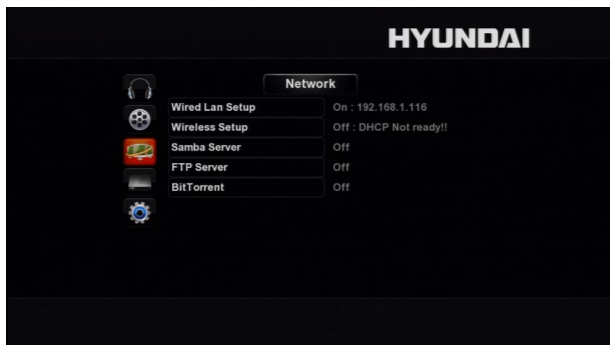 HYUNDAI
Network
Wired Lan Setup On : 192.168.1.116
Wireless Setup Off : DHCP Not ready!!
Samba Server Off
FTP Server Off
BitTorrent Off